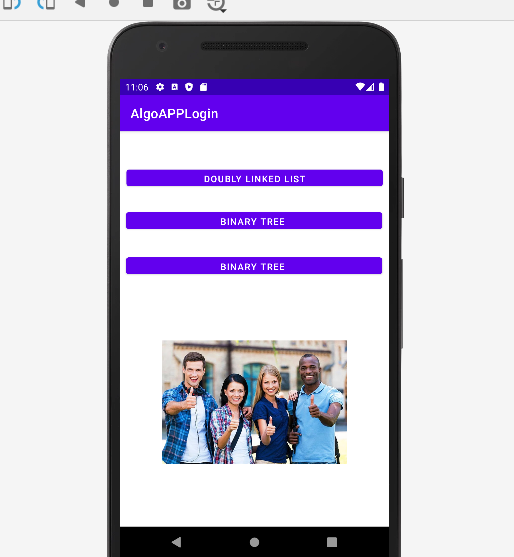 11:06
AlgoAPPLogin
DOUBLY LINKED LIST
BINARY TREE
BINARY TREE